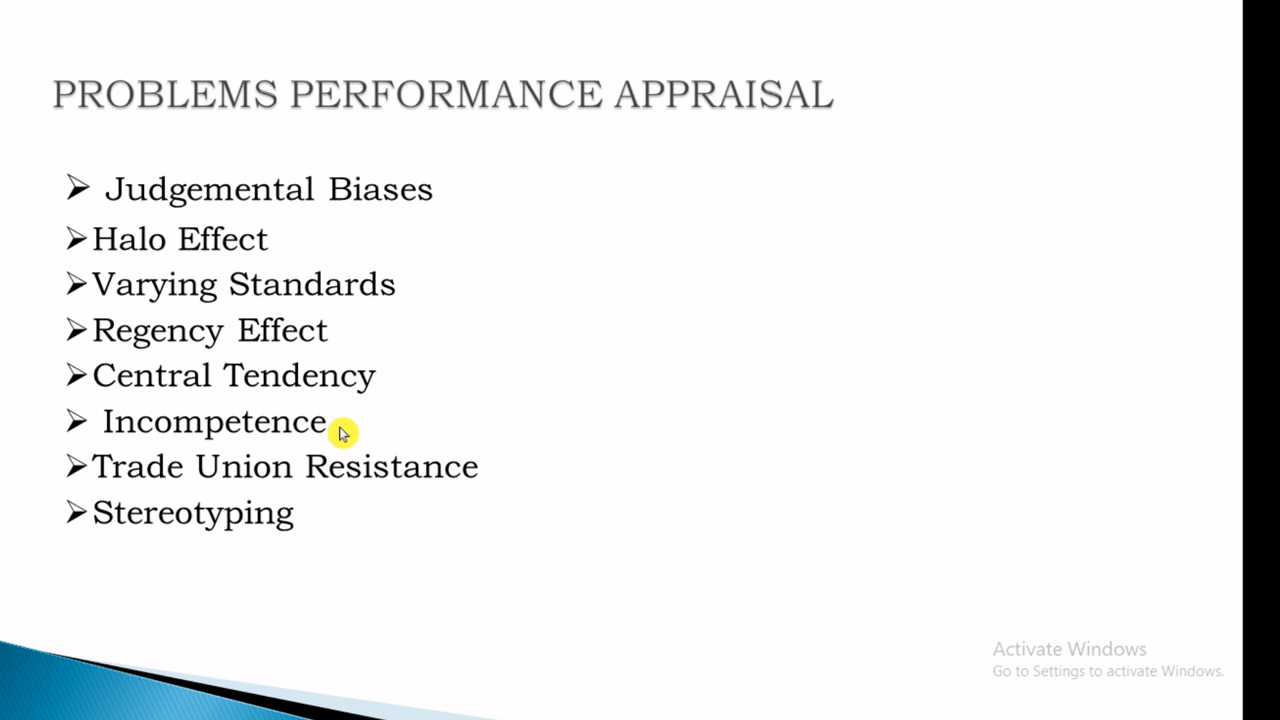 PROBLEMS PERFORMANCE APPRAISAL
➢ Judgemental Biases
➢Halo Effect
➢Varying Standards
➢Regency Effect
➢Central Tendency
➢ Incompetence
➢Trade Union Resistance
➢Stereotyping
Activate Windows
Go to Settings to activate Windows.